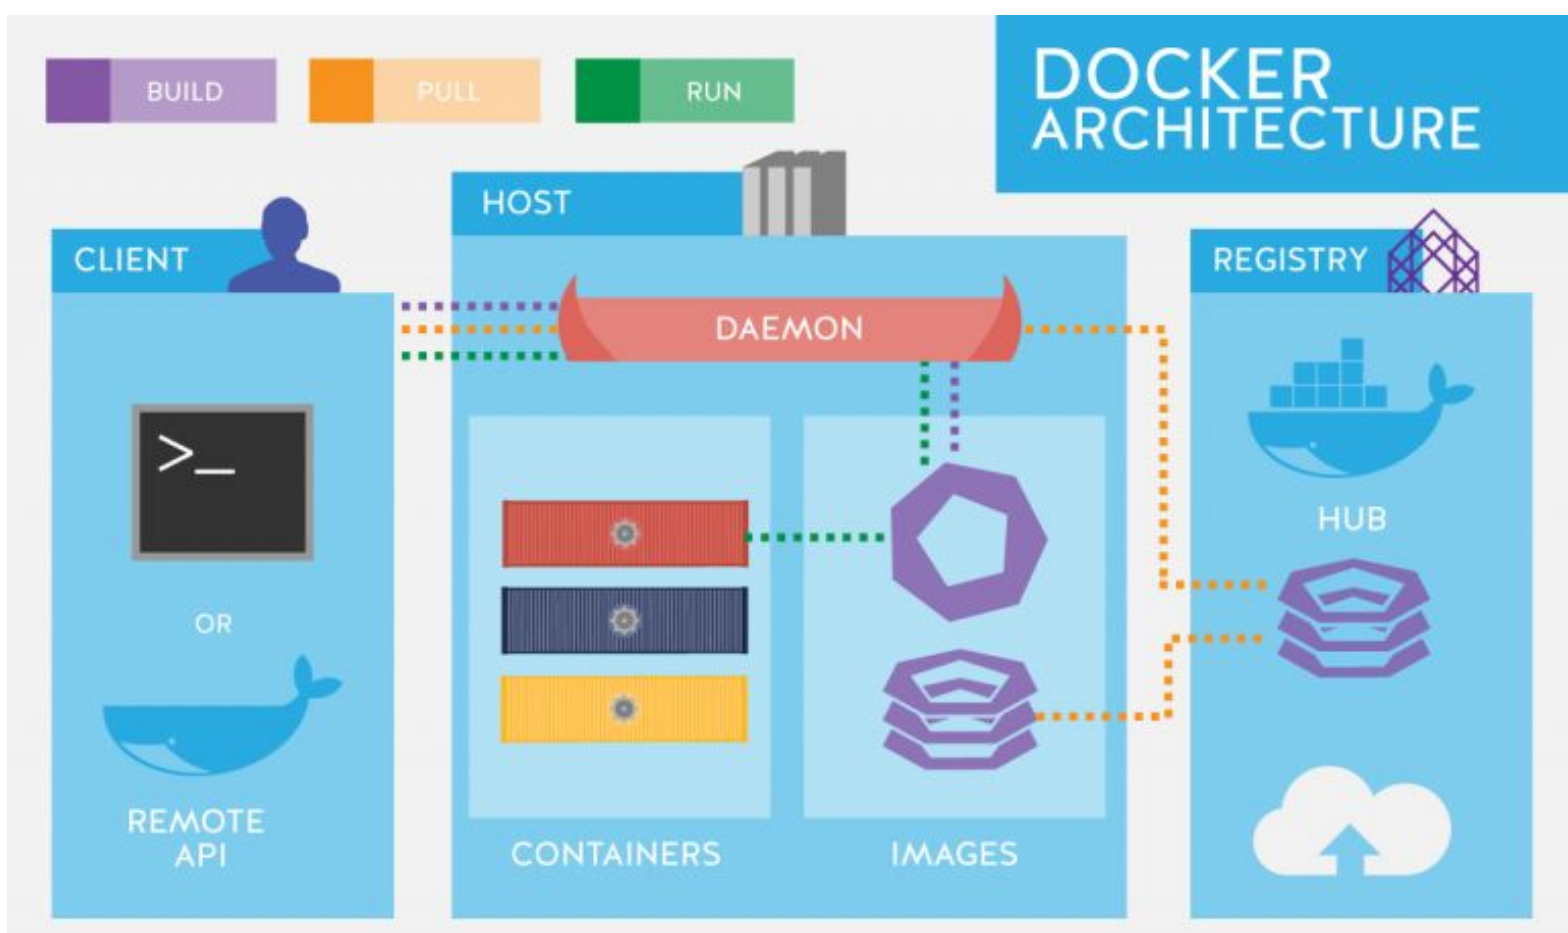 BUILD
PULL
RUN
DOCKER
ARCHITECTURE
CLIENT
>_
OR
REMOTE
API
HOST
DAEMON
CONTAINERS
IMAGES
REGISTRY
HUB